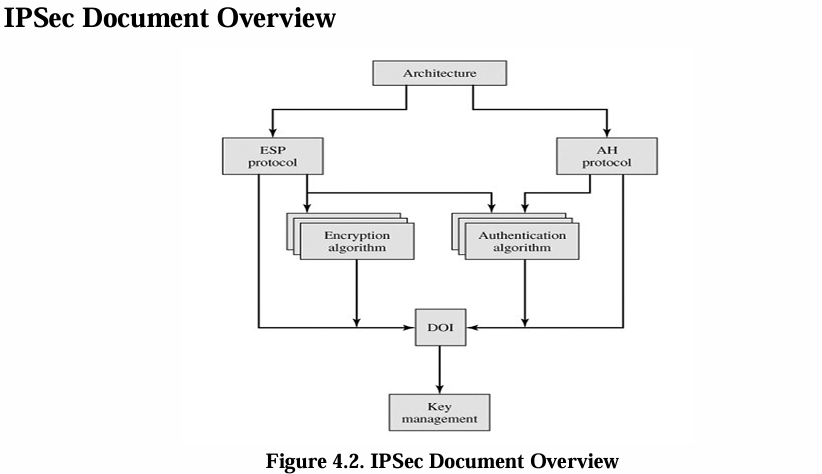 IPSec Document Overview
Architecture
ESP
protocol
AH
protocol
Encryption
algorithm
Authentication
algorithm
DOI
Key
management
Figure 4.2. IPSec Document Overview